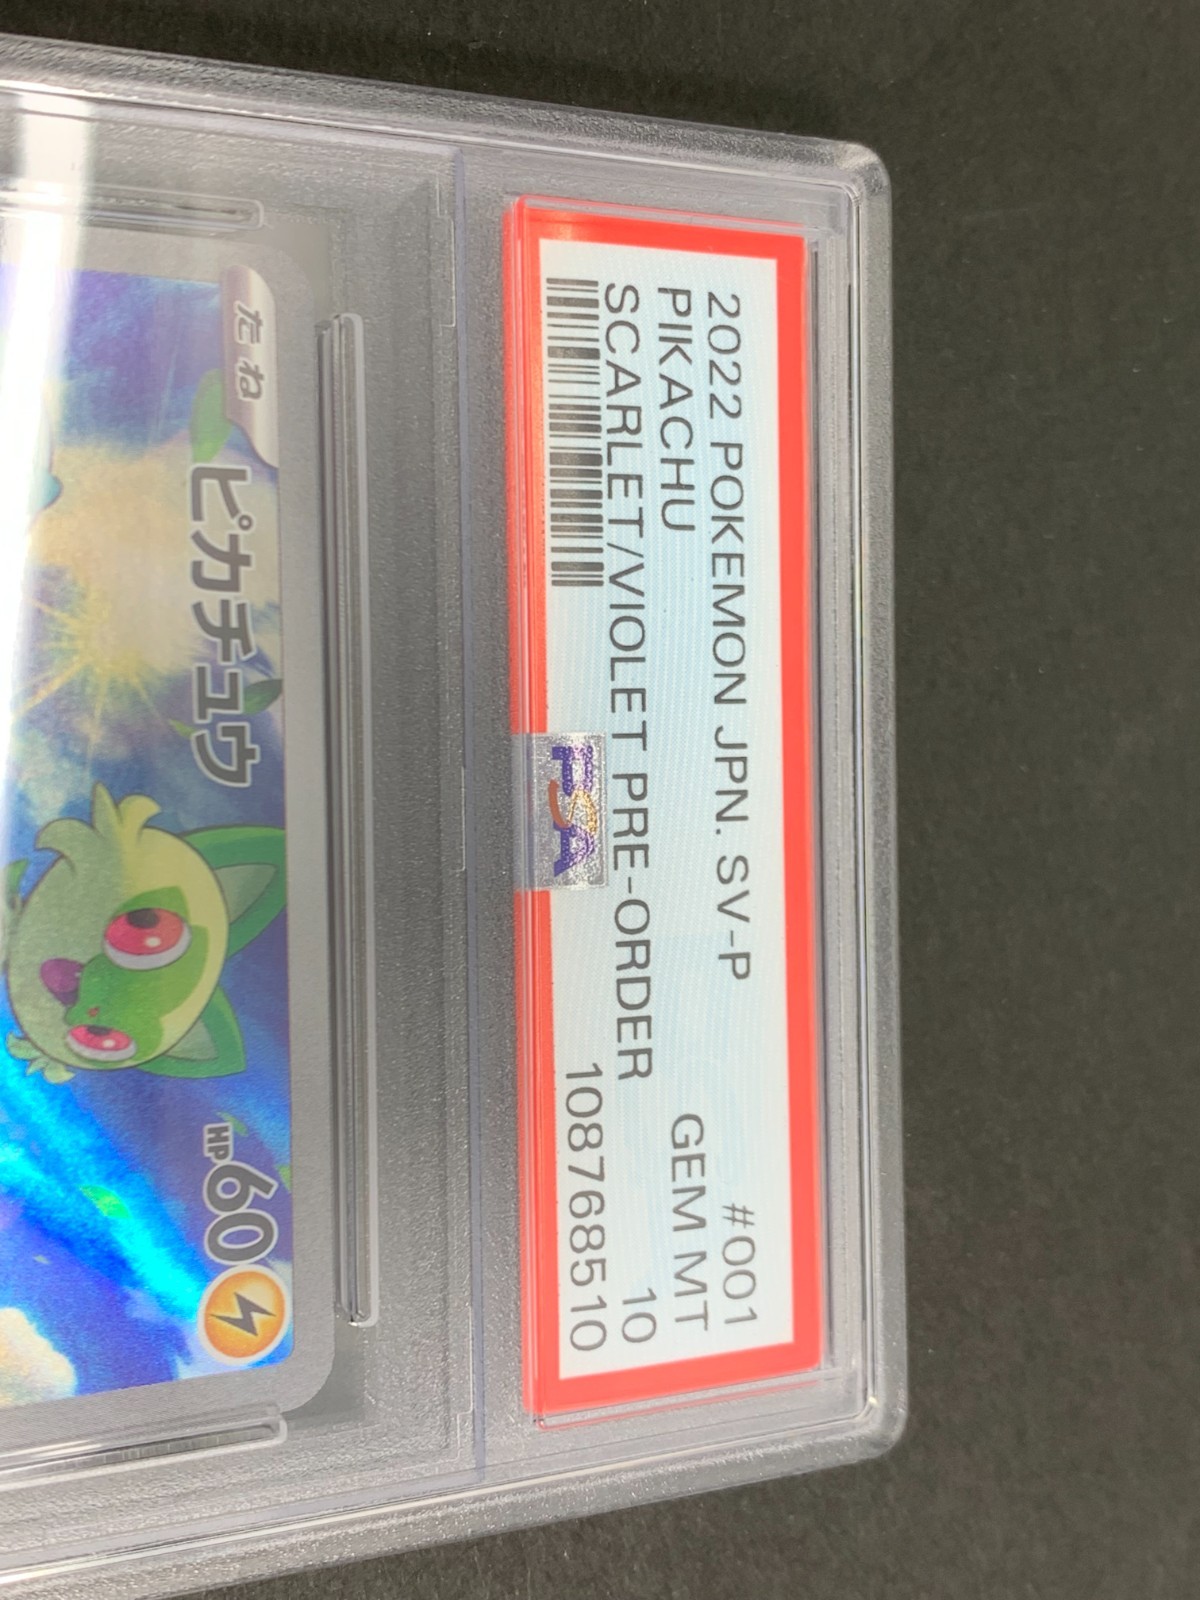 2022 POKEMON JPN. SV-P #001
PIKACHU GEM MT
SCARLET/VIOLET PRE-ORDER 10
PSA 108768510
たね ピカチュウ HP60